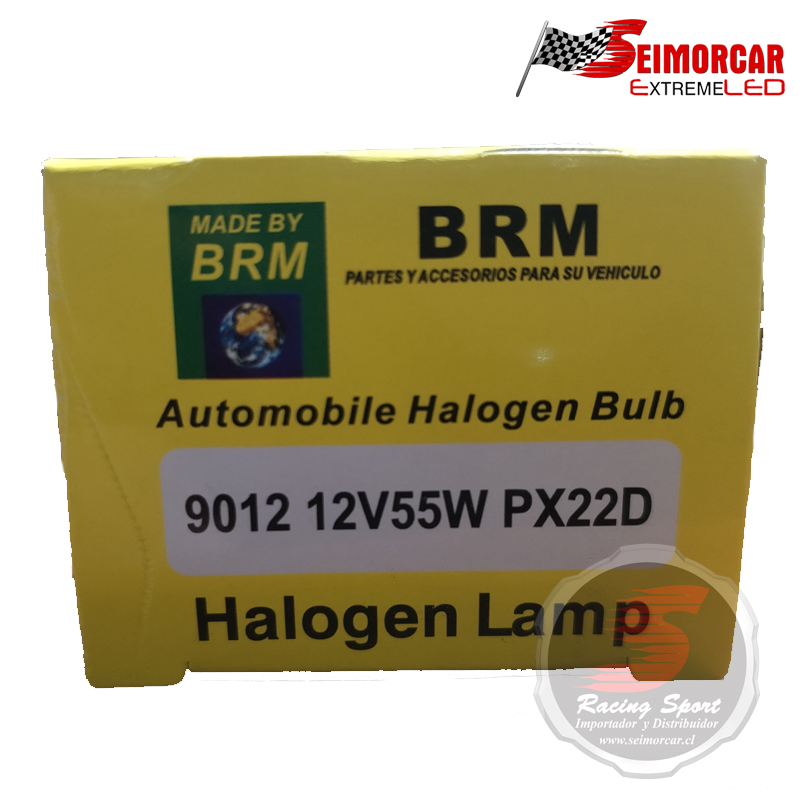 SEIMORCAR
EXTREMELED
MADE BY
BRM
BRM
PARTES Y ACCESORIOS PARA SU VEHICULO
Automobile Halogen Bulb
9012 12V55W PX22D
Halogen Lamp
S
Racing Sport
Importador y Distribuidor
www.seimorcar.cl